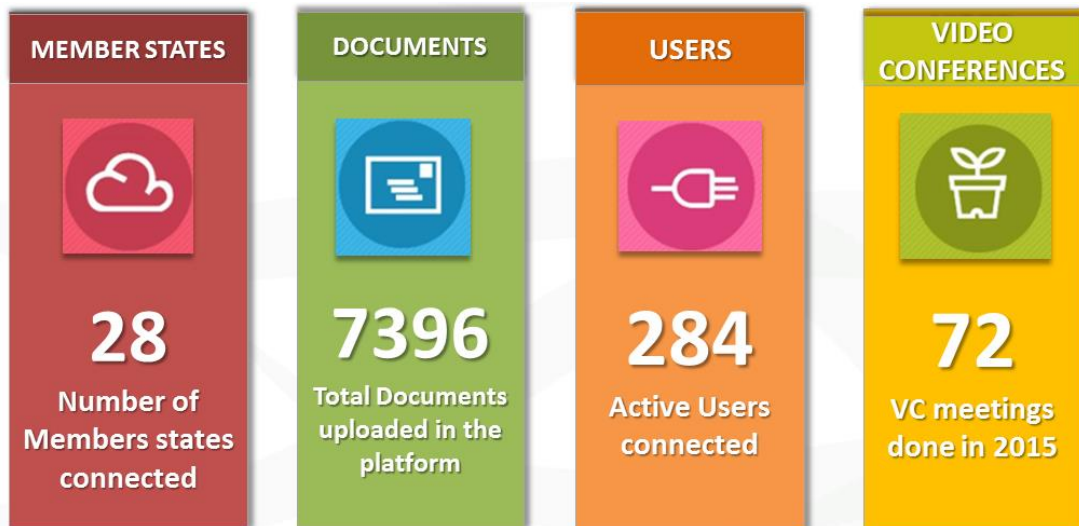 MEMBER STATES
28
Number of
Members states
connected
DOCUMENTS
7396
Total Documents
uploaded in the
platform
USERS
284
Active Users
connected
VIDEO
CONFERENCES
72
VC meetings
done in 2015